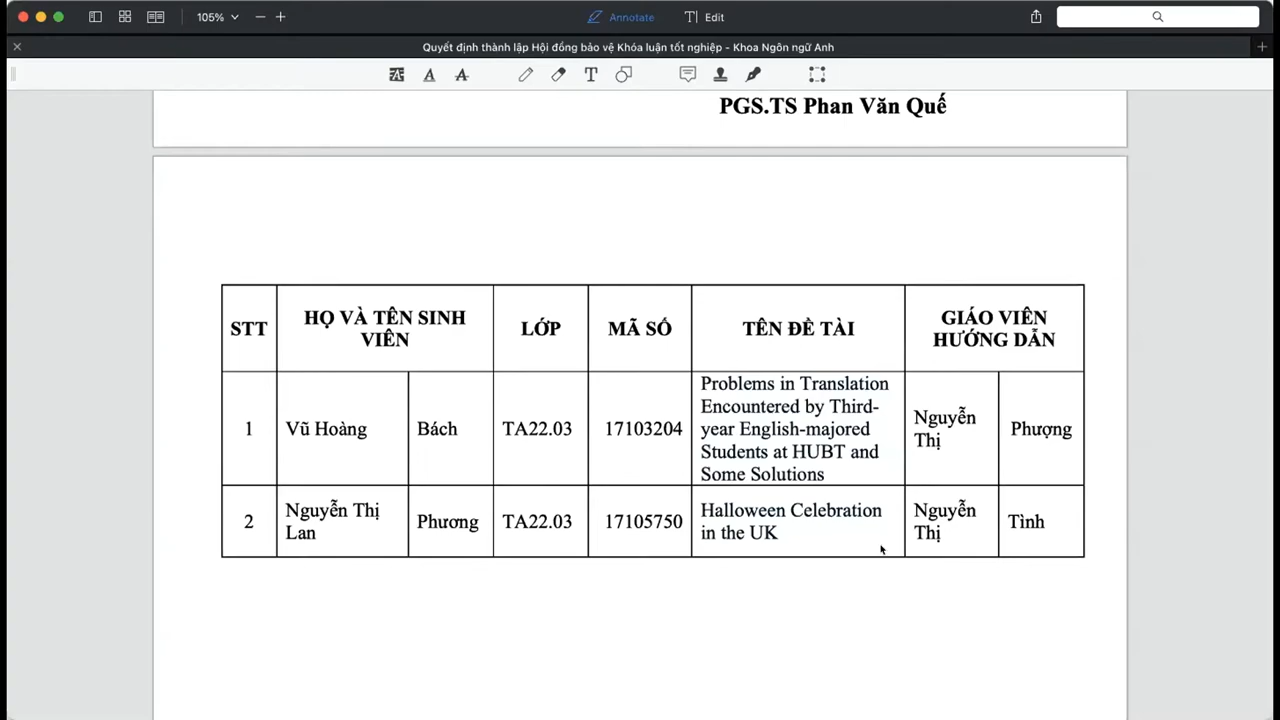 105%
Annotate
Edit
Quyết định thành lập Hội đồng bảo vệ Khóa luận tốt nghiệp - Khoa Ngôn ngữ Anh
PGS.TS Phan Văn Quế
STT
HỌ VÀ TÊN SINH
VIÊN
LỚP
MÃ SỐ
TÊN ĐỀ TÀI
GIÁO VIÊN
HƯỚNG DẪN
1
Vũ Hoàng
Bách
TA22.03
17103204
Problems in Translation
Encountered by Third-
year English-majored
Students at HUBT and
Some Solutions
Nguyễn
Thị
Phượng
2
Nguyễn Thị
Lan
Phương
TA22.03
17105750
Halloween Celebration
in the UK
Nguyễn
Thị
Tình